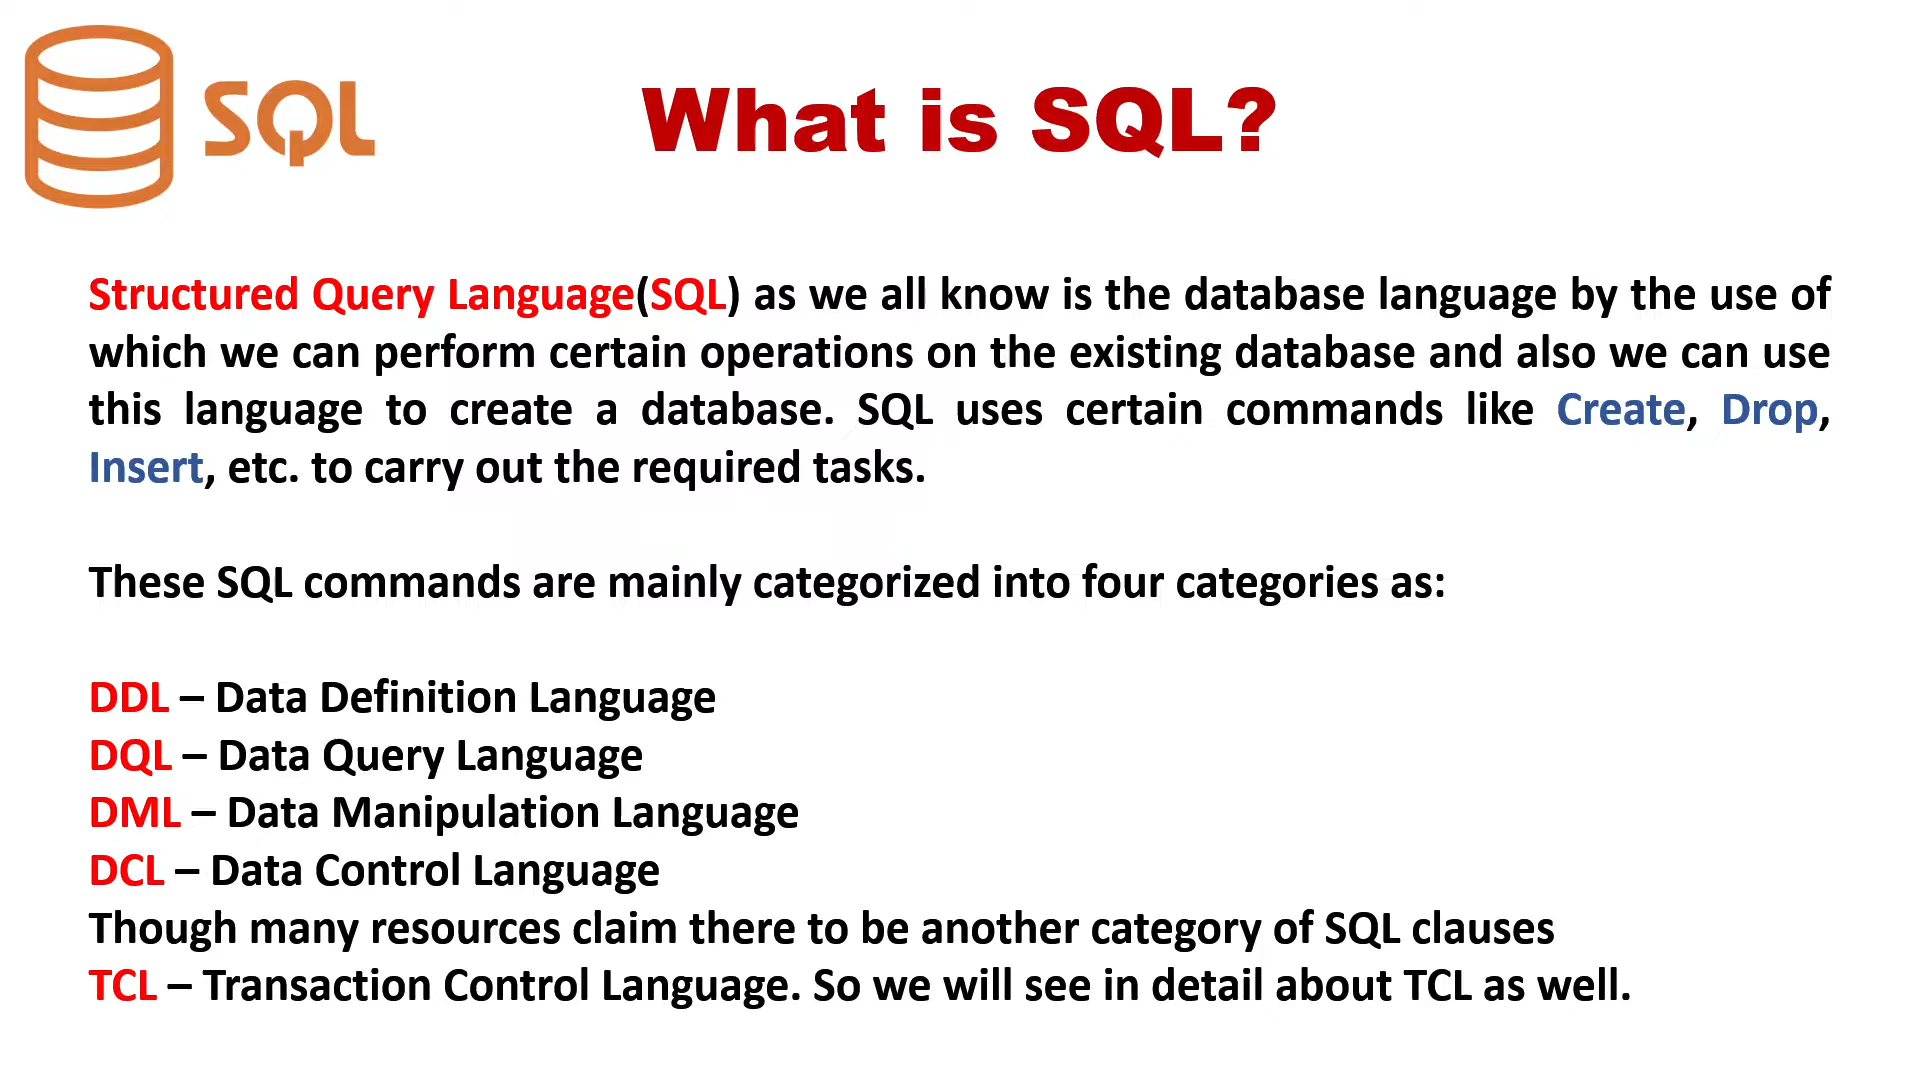 SQL
What is SQL?
Structured Query Language(SQL) as we all know is the database language by the use of
which we can perform certain operations on the existing database and also we can use
this language to create a database. SQL uses certain commands like Create, Drop,
Insert, etc. to carry out the required tasks.
These SQL commands are mainly categorized into four categories as:
DDL – Data Definition Language
DQL – Data Query Language
DML – Data Manipulation Language
DCL – Data Control Language
Though many resources claim there to be another category of SQL clauses
TCL – Transaction Control Language. So we will see in detail about TCL as well.